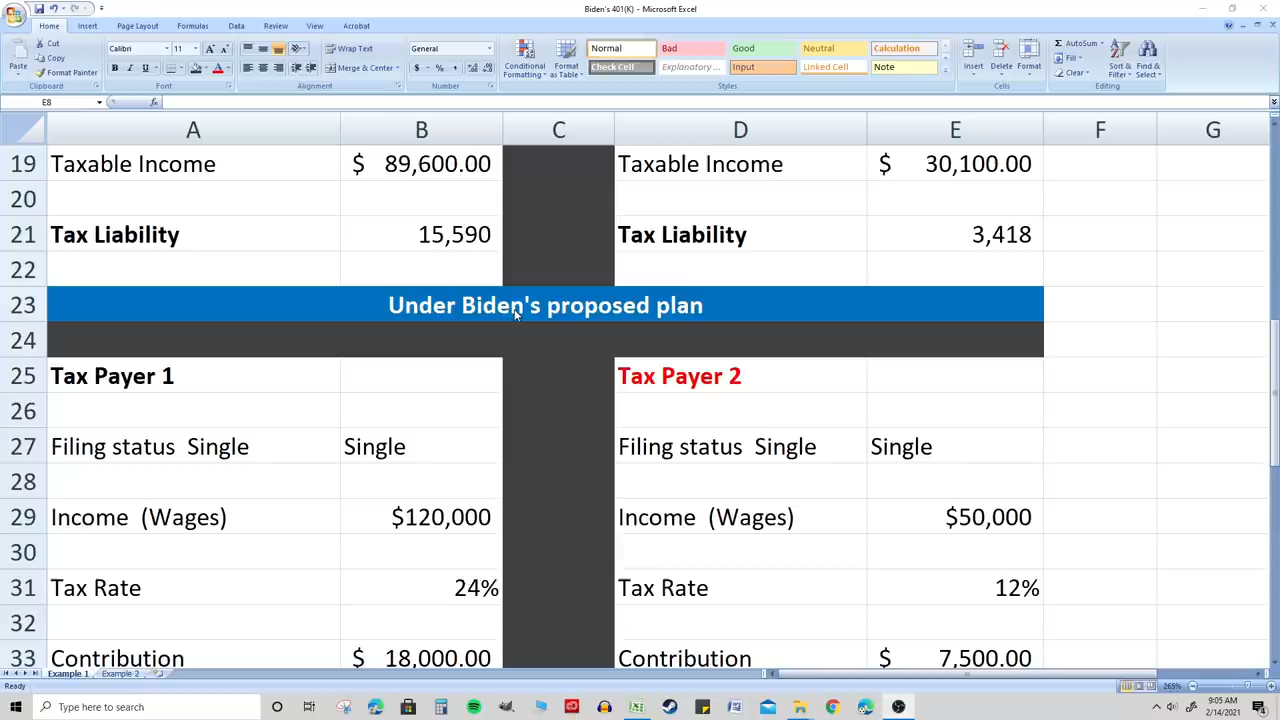 Biden's 401(K) - Microsoft Excel
Home Insert Page Layout Formulas Data Review View Acrobat
Paste Cut Copy Format Painter Clipboard
Calibri 11 Font
Wrap Text Merge & Center Alignment
General Number
Conditional Formatting Format as Table
Normal Bad Good Neutral Calculation
Check Cell Explanatory ... Input Linked Cell Note
Styles
Insert Delete Format Cells
AutoSum Fill Clear Sort & Filter Find & Select Editing
E8 fx
A B C D E F G
19 Taxable Income $ 89,600.00 Taxable Income $ 30,100.00
20
21 Tax Liability 15,590 Tax Liability 3,418
22
23 Under Biden's proposed plan
24
25 Tax Payer 1 Tax Payer 2
26
27 Filing status Single Single Filing status Single Single
28
29 Income (Wages) $120,000 Income (Wages) $50,000
30
31 Tax Rate 24% Tax Rate 12%
32
33 Contribution $ 18,000.00 Contribution $ 7,500.00
Example 1 Example 2
Ready 265%
Type here to search
9:05 AM
2/14/2021